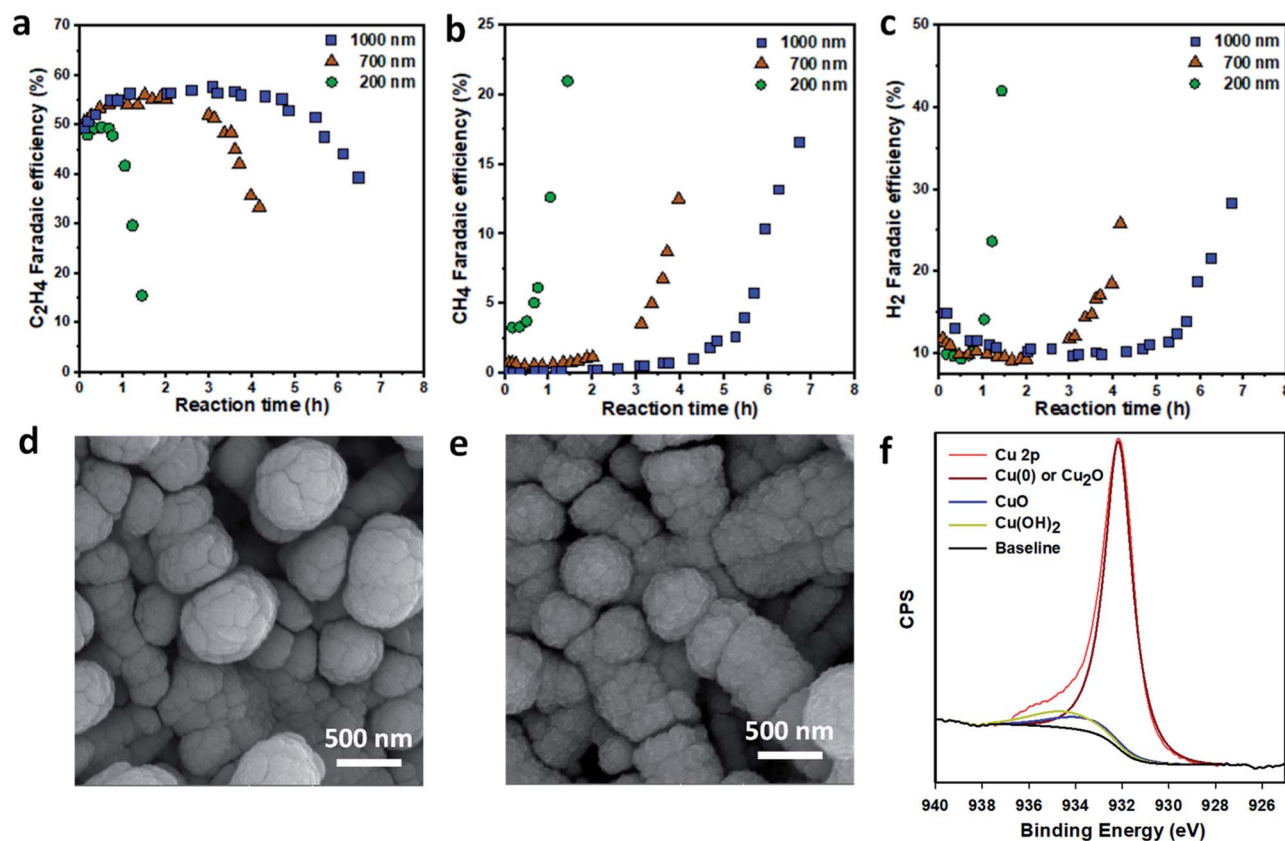 a
70
60
50
40
30
20
10
0
0 1 2 3 4 5 6 7 8
C₂H₄ Faradaic efficiency (%)
Reaction time (h)
1000 nm
700 nm
200 nm
b
25
20
15
10
5
0
0 1 2 3 4 5 6 7 8
CH₄ Faradaic efficiency (%)
Reaction time (h)
1000 nm
700 nm
200 nm
c
50
40
30
20
10
0 1 2 3 4 5 6 7 8
H₂ Faradaic efficiency (%)
Reaction time (h)
1000 nm
700 nm
200 nm
d
500 nm
e
500 nm
f
Cu 2p
Cu(0) or Cu₂O
CuO
Cu(OH)₂
Baseline
CPS
940 938 936 934 932 930 928 926
Binding Energy (eV)